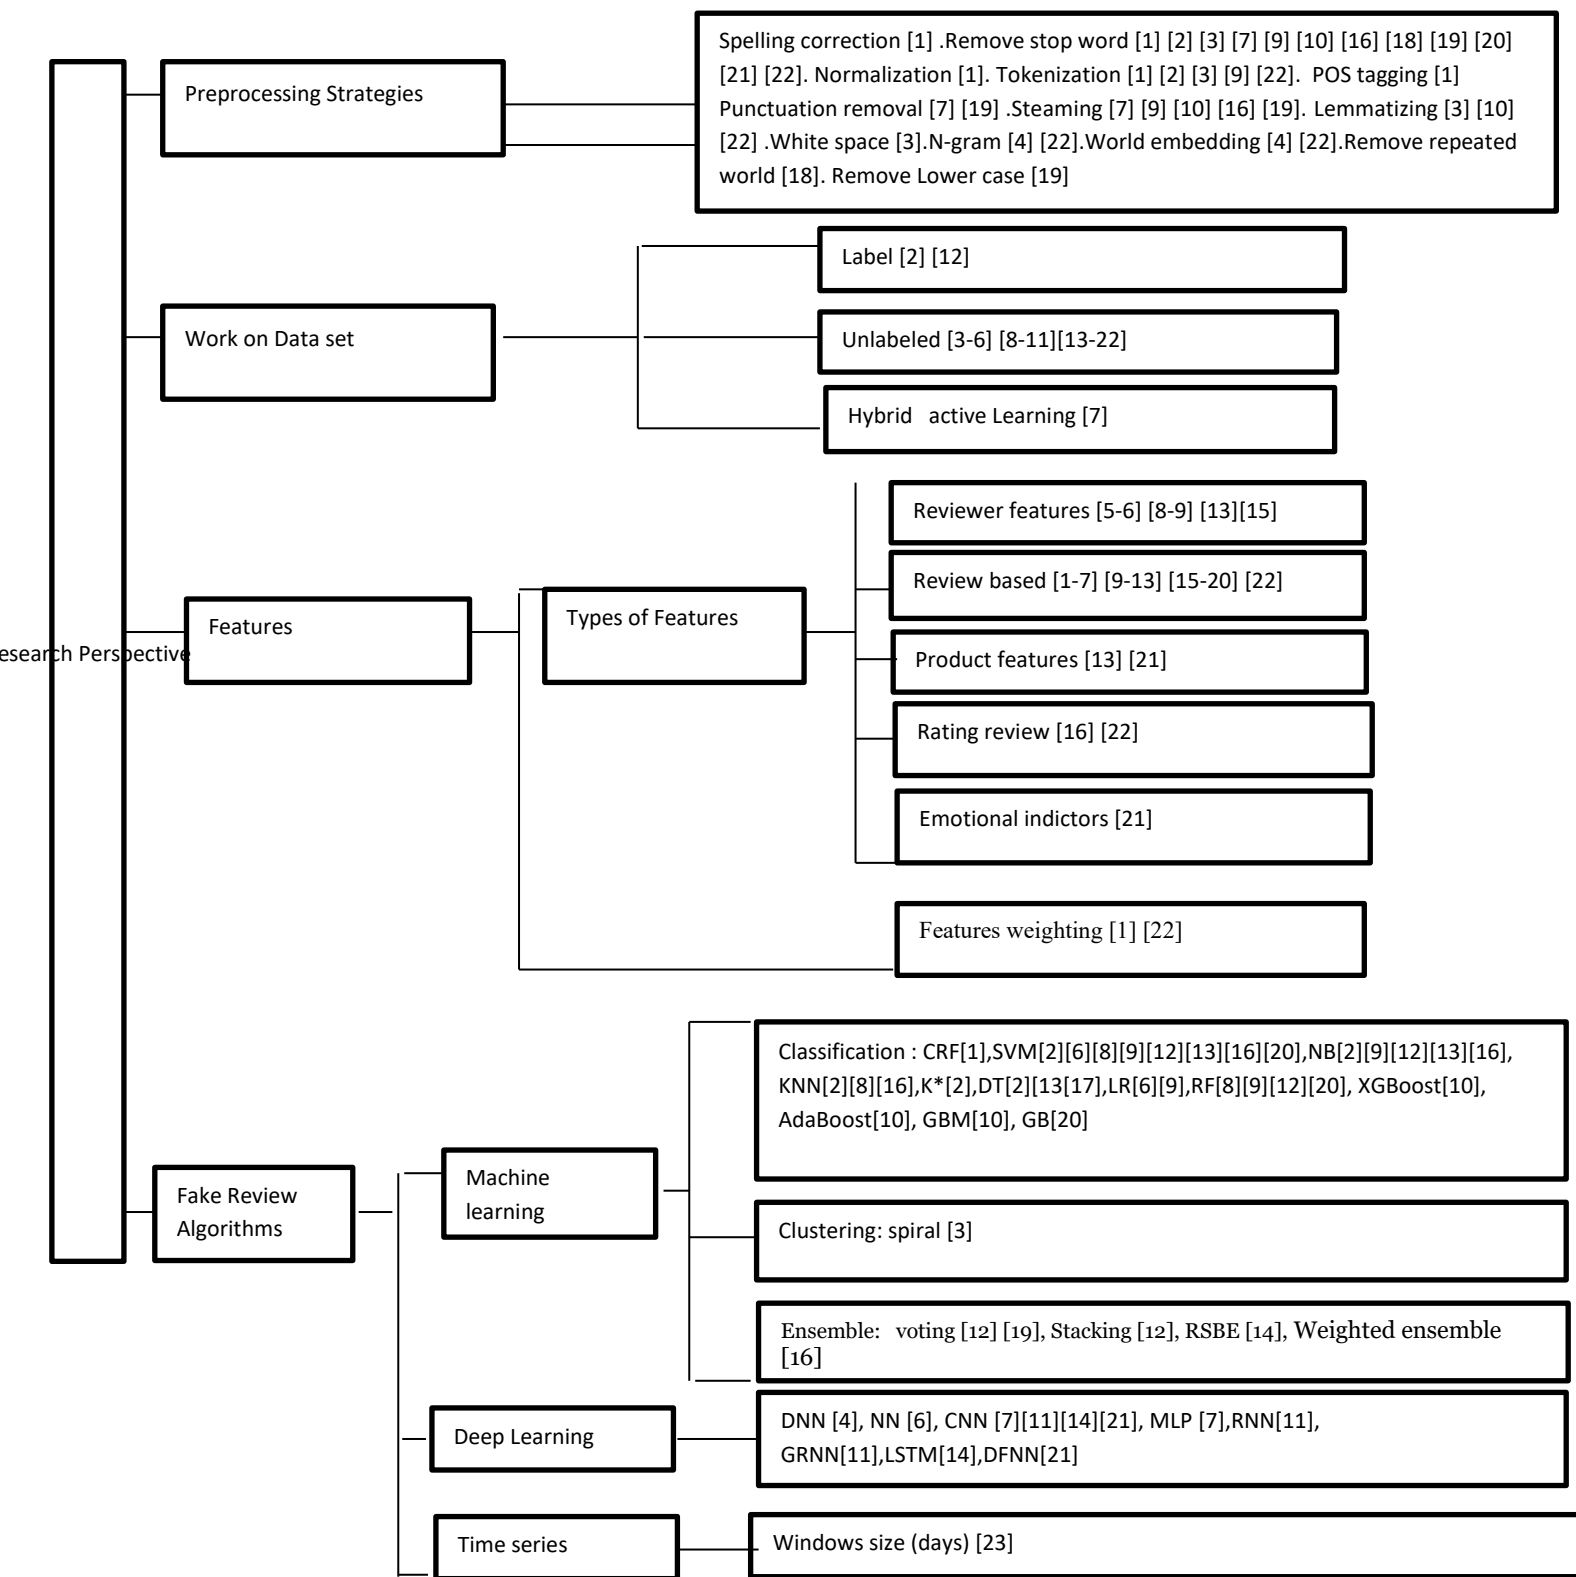 Spelling correction [1] .Remove stop word [1] [2] [3] [7] [9] [10] [16] [18] [19] [20]
[21] [22]. Normalization [1]. Tokenization [1] [2] [3] [9] [22].  POS tagging [1]
Punctuation removal [7] [19] .Steaming [7] [9] [10] [16] [19]. Lemmatizing [3] [10]
[22] .White space [3].N-gram [4] [22].World embedding [4] [22].Remove repeated
world [18]. Remove Lower case [19]
Preprocessing Strategies
Label [2] [12]
Work on Data set
Unlabeled [3-6] [8-11][13-22]
Hybrid   active Learning [7]
Reviewer features [5-6] [8-9] [13][15]
Review based [1-7] [9-13] [15-20] [22]
Types of Features
Features
esearch Perspective
Product features [13] [21]
Rating review [16] [22]
Emotional indictors [21]
Features weighting [1] [22]
Classification : CRF[1],SVM[2][6][8][9][12][13][16][20],NB[2][9][12][13][16],
KNN[2][8][16],K*[2],DT[2][13[17],LR[6][9],RF[8][9][12][20], XGBoost[10],
AdaBoost[10], GBM[10], GB[20]
Machine
learning
Fake Review
Algorithms
Clustering: spiral [3]
Ensemble:   voting [12] [19], Stacking [12], RSBE [14], Weighted ensemble
[16]
Deep Learning
DNN [4], NN [6], CNN [7][11][14][21], MLP [7],RNN[11],
GRNN[11],LSTM[14],DFNN[21]
Time series
Windows size (days) [23]